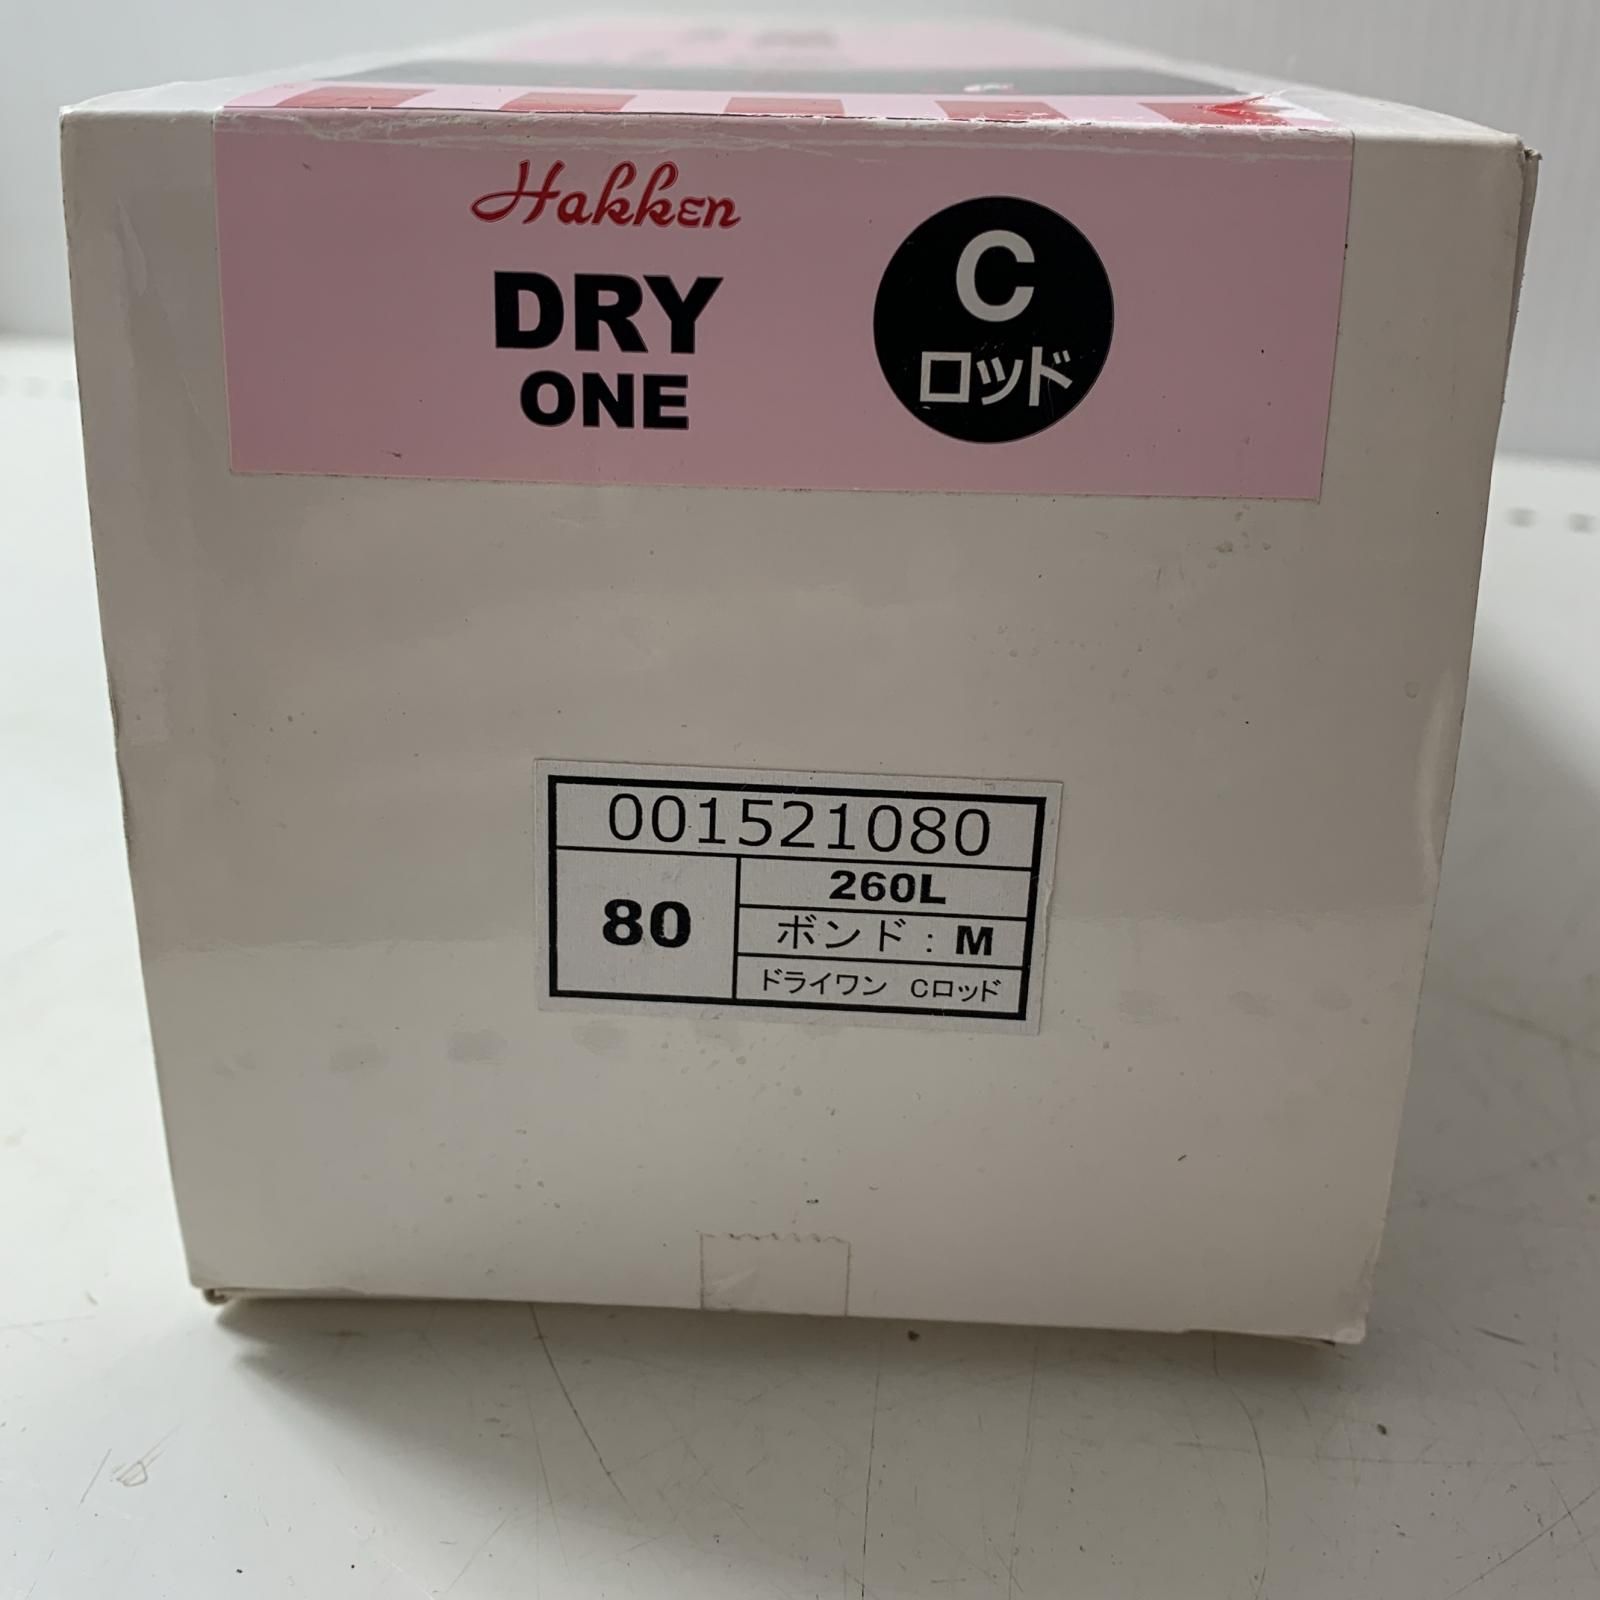 Hakken
DRY
ONE
C
ロッド
001521080
80
260L
ボンド：M
ドライワン Cロッド